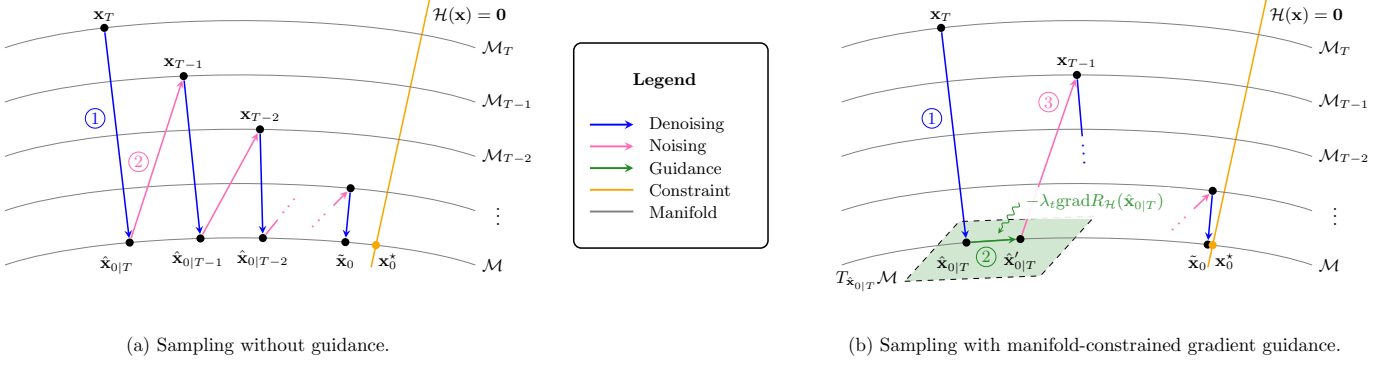 x_T
H(x) = 0
M_T
x_{T−1}
M_{T−1}
①
x_{T−2}
②
M_{T−2}
⋮
x̂_{0|T}
x̂_{0|T−1}
x̂_{0|T−2}
x̃_0
x_0^⋆
M
(a) Sampling without guidance.
Legend
Denoising
Noising
Guidance
Constraint
Manifold
x_T
H(x) = 0
M_T
x_{T−1}
③
M_{T−1}
①
M_{T−2}
−λ_t grad R_H(x̂_{0|T})
⋮
x̂_{0|T}
②
x̂′_{0|T}
x̃_0
x_0^⋆
M
T_{x̂_{0|T}} M
(b) Sampling with manifold-constrained gradient guidance.